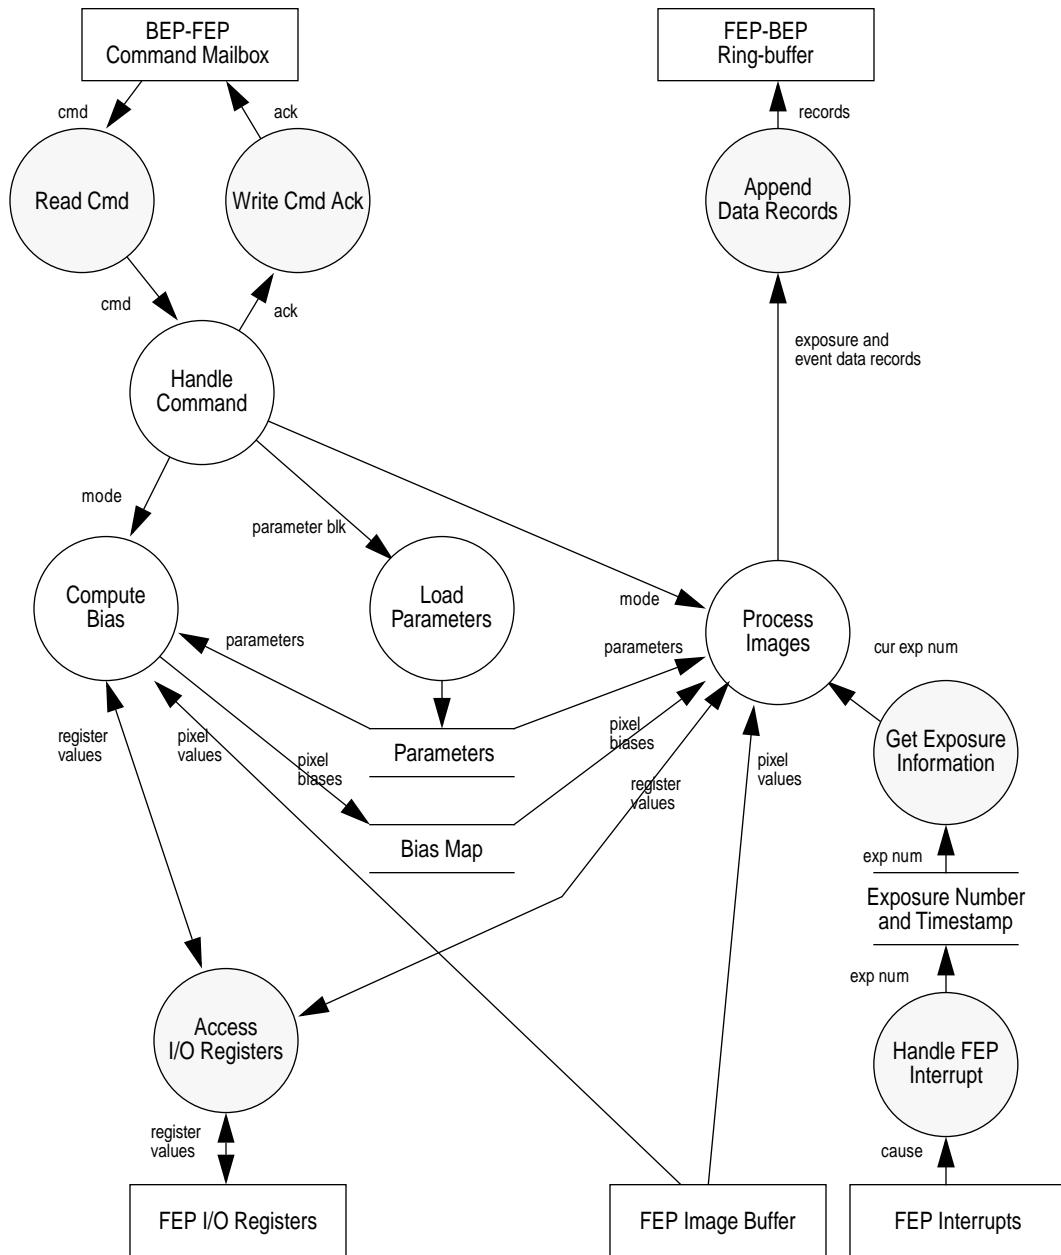 BEP-FEP
Command Mailbox
FEP-BEP
Ring-buffer
cmd
ack
records
Read Cmd
Write Cmd Ack
Append
Data Records
cmd
ack
exposure and
event data records
Handle
Command
mode
parameter blk
mode
Compute
Bias
Load
Parameters
Process
Images
parameters
parameters
cur exp num
register
values
pixel
values
pixel
biases
Parameters
pixel
biases
register
values
pixel
values
Get Exposure
Information
Bias Map
exp num
Exposure Number
and Timestamp
exp num
Access
I/O Registers
Handle FEP
Interrupt
register
values
cause
FEP I/O Registers
FEP Image Buffer
FEP Interrupts